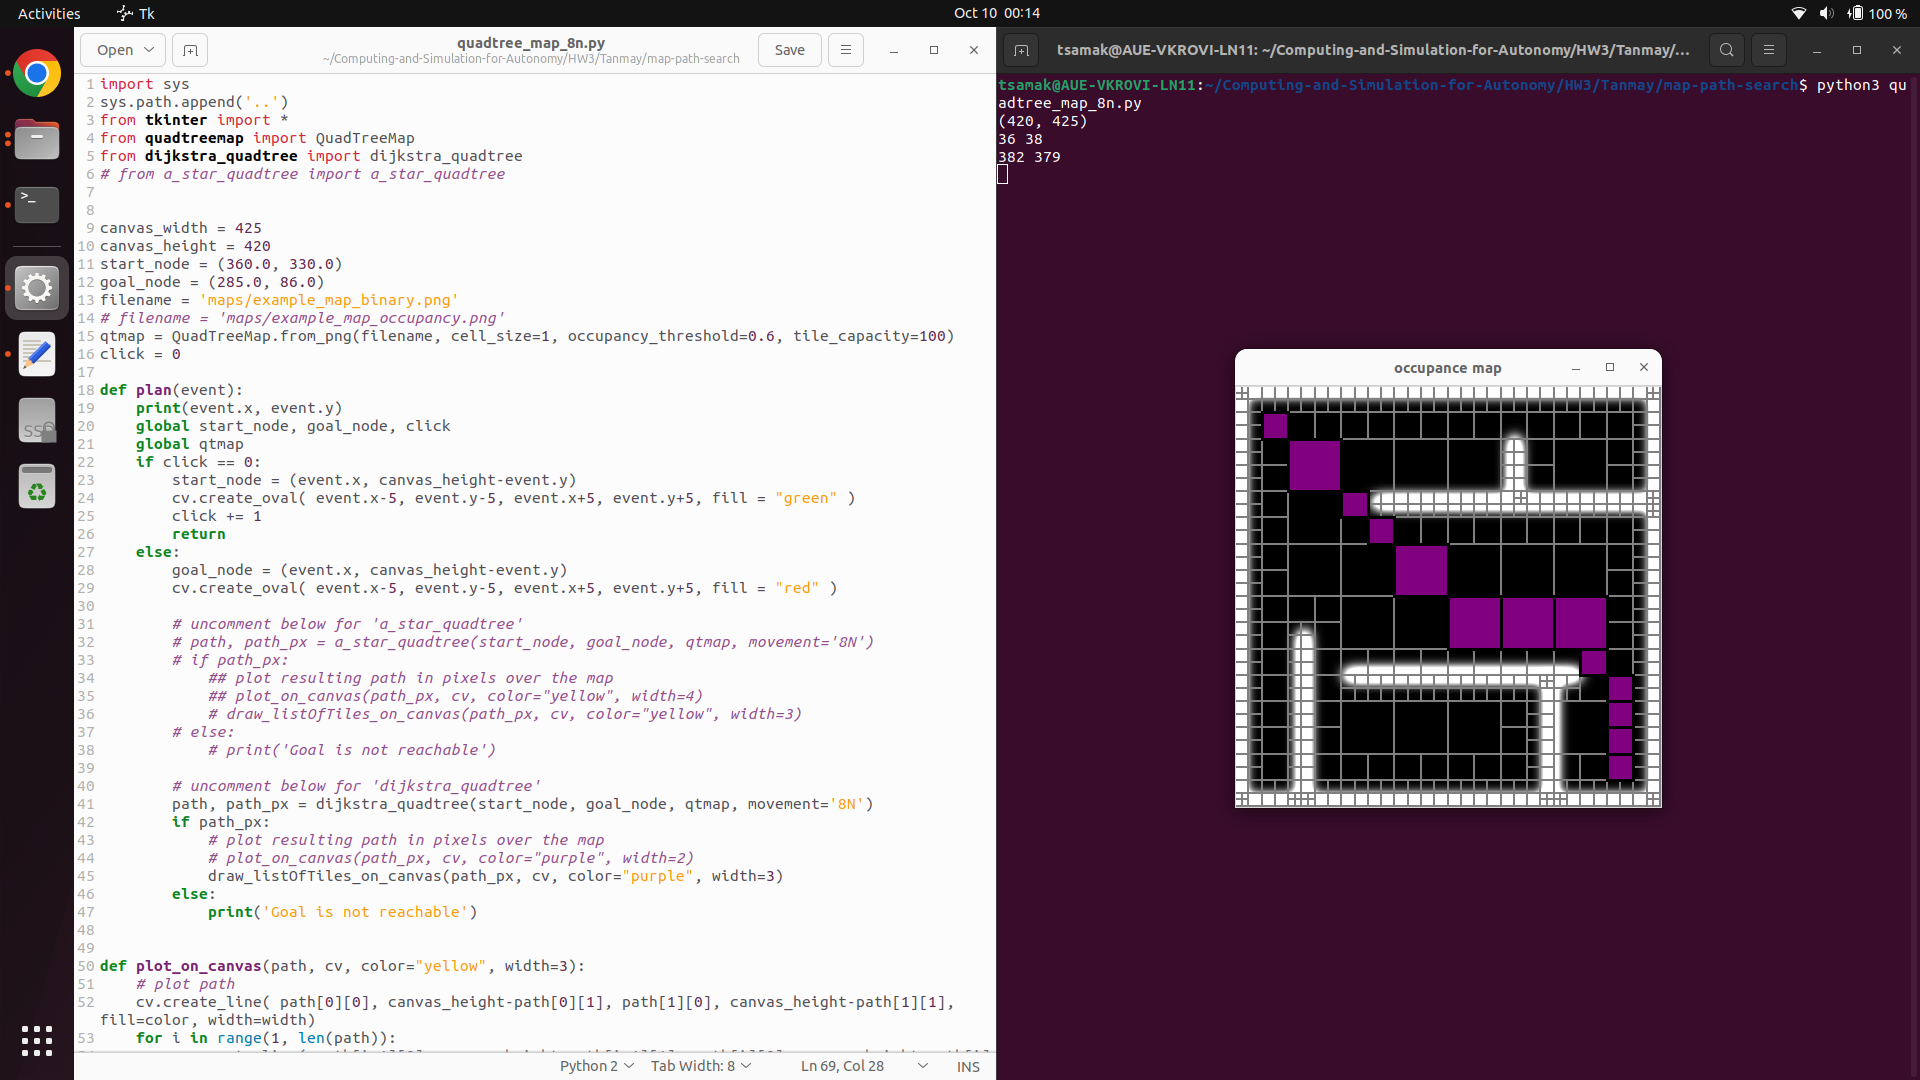 Activities
Tk
Oct 10 00:14
100 %
Open
quadtree_map_8n.py
~/Computing-and-Simulation-for-Autonomy/HW3/Tanmay/map-path-search
Save
1 import sys
2 sys.path.append('..')
3 from tkinter import *
4 from quadtreemap import QuadTreeMap
5 from dijkstra_quadtree import dijkstra_quadtree
6 # from a_star_quadtree import a_star_quadtree
7
8
9 canvas_width = 425
10 canvas_height = 420
11 start_node = (360.0, 330.0)
12 goal_node = (285.0, 86.0)
13 filename = 'maps/example_map_binary.png'
14 # filename = 'maps/example_map_occupancy.png'
15 qtmap = QuadTreeMap.from_png(filename, cell_size=1, occupancy_threshold=0.6, tile_capacity=100)
16 click = 0
17
18 def plan(event):
19     print(event.x, event.y)
20     global start_node, goal_node, click
21     global qtmap
22     if click == 0:
23         start_node = (event.x, canvas_height-event.y)
24         cv.create_oval( event.x-5, event.y-5, event.x+5, event.y+5, fill = "green" )
25         click += 1
26         return
27     else:
28         goal_node = (event.x, canvas_height-event.y)
29         cv.create_oval( event.x-5, event.y-5, event.x+5, event.y+5, fill = "red" )
30
31         # uncomment below for 'a_star_quadtree'
32         # path, path_px = a_star_quadtree(start_node, goal_node, qtmap, movement='8N')
33         # if path_px:
34             ## plot resulting path in pixels over the map
35             ## plot_on_canvas(path_px, cv, color="yellow", width=4)
36             # draw_listOfTiles_on_canvas(path_px, cv, color="yellow", width=3)
37         # else:
38             # print('Goal is not reachable')
39
40         # uncomment below for 'dijkstra_quadtree'
41         path, path_px = dijkstra_quadtree(start_node, goal_node, qtmap, movement='8N')
42         if path_px:
43             # plot resulting path in pixels over the map
44             # plot_on_canvas(path_px, cv, color="purple", width=2)
45             draw_listOfTiles_on_canvas(path_px, cv, color="purple", width=3)
46         else:
47             print('Goal is not reachable')
48
49
50 def plot_on_canvas(path, cv, color="yellow", width=3):
51     # plot path
52     cv.create_line( path[0][0], canvas_height-path[0][1], path[1][0], canvas_height-path[1][1],
fill=color, width=width)
53     for i in range(1, len(path)):
Python 2
Tab Width: 8
Ln 69, Col 28
INS
tsamak@AUE-VKROVI-LN11: ~/Computing-and-Simulation-for-Autonomy/HW3/Tanmay/...
tsamak@AUE-VKROVI-LN11:~/Computing-and-Simulation-for-Autonomy/HW3/Tanmay/map-path-search$ python3 qu
adtree_map_8n.py
(420, 425)
36 38
382 379
occupance map